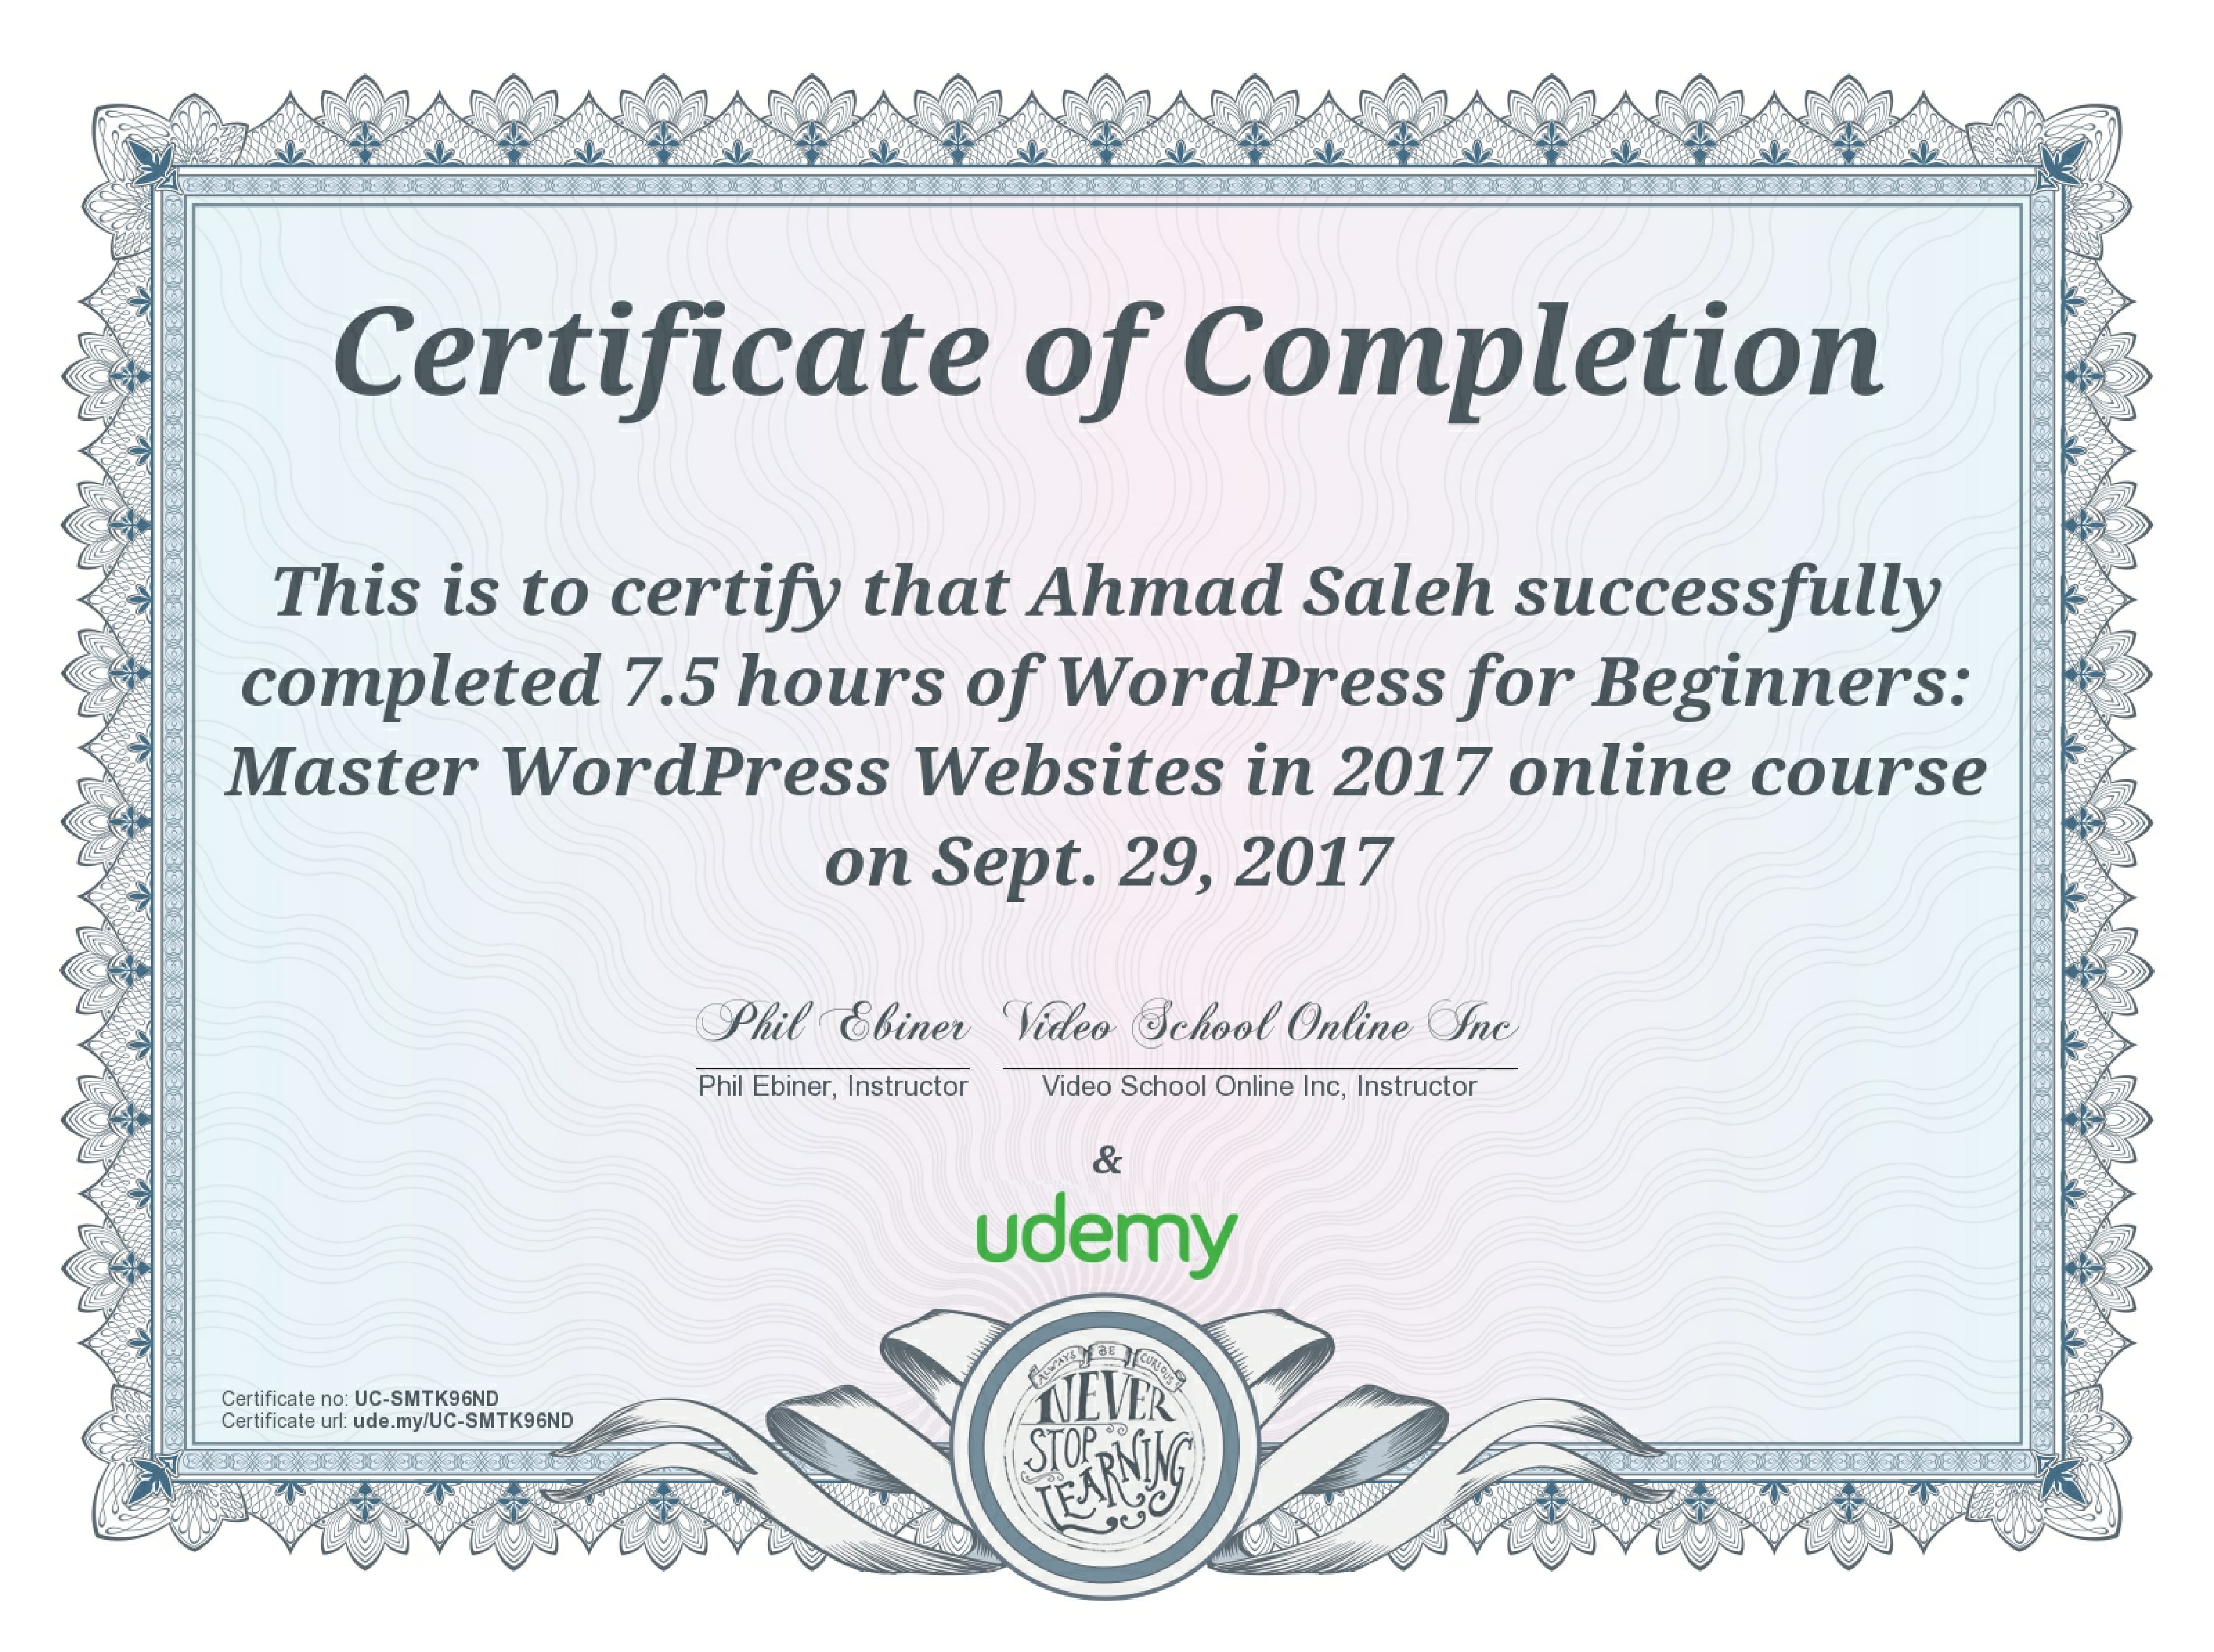 Certificate of Completion
This is to certify that Ahmad Saleh successfully
completed 7.5 hours of WordPress for Beginners:
Master WordPress Websites in 2017 online course
on Sept. 29, 2017
Phil Ebiner Video School Online Inc
Phil Ebiner, Instructor Video School Online Inc, Instructor
&
udemy
Certificate no: UC-SMTK96ND
Certificate url: ude.my/UC-SMTK96ND
ALWAYS BE CURIOUS
NEVER
STOP
LEARNING